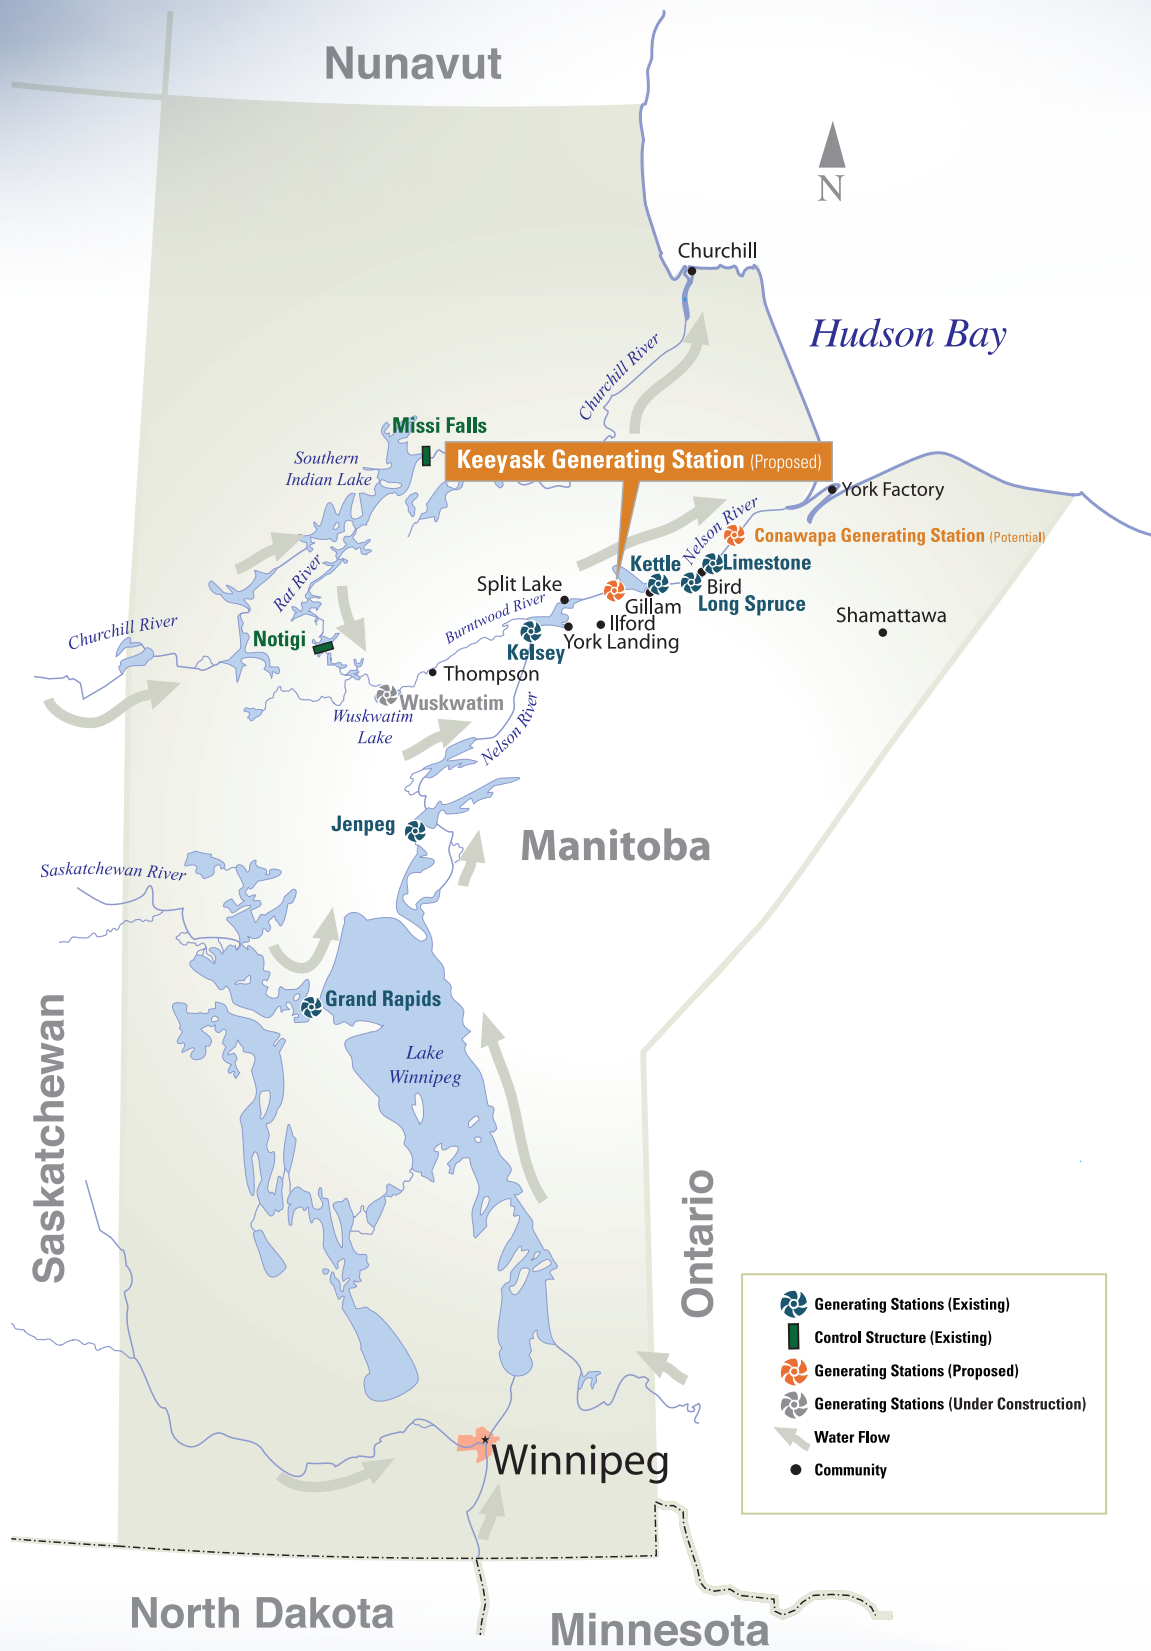 Nunavut
N
Churchill
Hudson Bay
Churchill River
Missi Falls
Southern
Indian Lake
Keeyask Generating Station (Proposed)
York Factory
Nelson River
Conawapa Generating Station (Potential)
Kettle
Limestone
Split Lake
Bird
Gillam
Long Spruce
Rat River
Burntwood River
Ilford
Shamattawa
Churchill River
Notigi
York Landing
Kelsey
Thompson
Wuskwatim
Wuskwatim
Lake
Nelson River
Jenpeg
Manitoba
Saskatchewan River
Grand Rapids
Lake
Winnipeg
Saskatchewan
Ontario
Generating Stations (Existing)
Control Structure (Existing)
Generating Stations (Proposed)
Generating Stations (Under Construction)
Water Flow
Community
Winnipeg
North Dakota
Minnesota